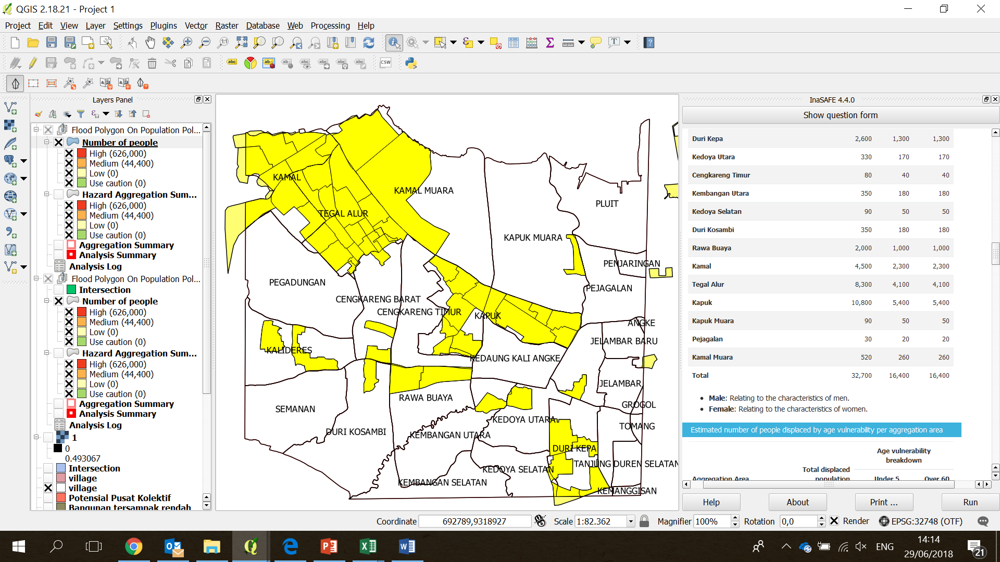 QGIS 2.18.21 - Project 1
Project Edit View Layer Settings Plugins Vector Raster Database Web Processing Help
Layers Panel
Flood Polygon On Population Pol...
Number of people
High (626,000)
Medium (44,400)
Low (0)
Use caution (0)
Hazard Aggregation Sum...
High (626,000)
Medium (44,400)
Low (0)
Use caution (0)
Aggregation Summary
Analysis Summary
Analysis Log
Flood Polygon On Population Pol...
Intersection
Number of people
High (626,000)
Medium (44,400)
Low (0)
Use caution (0)
Hazard Aggregation Sum...
High (626,000)
Medium (44,400)
Low (0)
Use caution (0)
Aggregation Summary
Analysis Summary
Analysis Log
1
0
0.493067
Intersection
village
village
Potensial Pusat Kolektif
Bangunan tersampak rendah
KAMAL
KAMAL MUARA
PLUIT
TEGAL ALUR
KAPUK MUARA
PENJARINGAN
PEGADUNGAN
PEJAGALAN
CENGKARENG BARAT
CENGKARENG TIMUR
KAPUK
ANGKE
JELAMBAR BARU
KALIDERES
KEDAUNG KALI ANGKE
JELAMBAR
RAWA BUAYA
GROGOL
SEMANAN
KEDOYA UTARA
TOMANG
DURI KOSAMBI
KEMBANGAN UTARA
DURI KEPA
TANJUNG DUREN SELATAN
KEDOYA SELATAN
KEMBANGAN SELATAN
KEMANGGISAN
InaSAFE 4.4.0
Show question form
Duri Kepa 2,600 1,300 1,300
Kedoya Utara 330 170 170
Cengkareng Timur 80 40 40
Kembangan Utara 350 180 180
Kedoya Selatan 90 50 50
Duri Kosambi 350 180 180
Rawa Buaya 2,000 1,000 1,000
Kamal 4,500 2,300 2,300
Tegal Alur 8,300 4,100 4,100
Kapuk 10,800 5,400 5,400
Kapuk Muara 90 50 50
Pejagalan 30 20 20
Kamal Muara 520 260 260
Total 32,700 16,400 16,400
Male: Relating to the characteristics of men.
Female: Relating to the characteristics of women.
Estimated number of people displaced by age vulnerability per aggregation area
Age vulnerability
breakdown
Total displaced
Aggregation Area population Under 5 Over 60
Help About Print ... Run
Coordinate 692789,9318927 Scale 1:82.362 Magnifier 100% Rotation 0,0 Render EPSG:32748 (OTF)
ENG
14:14
29/06/2018
21